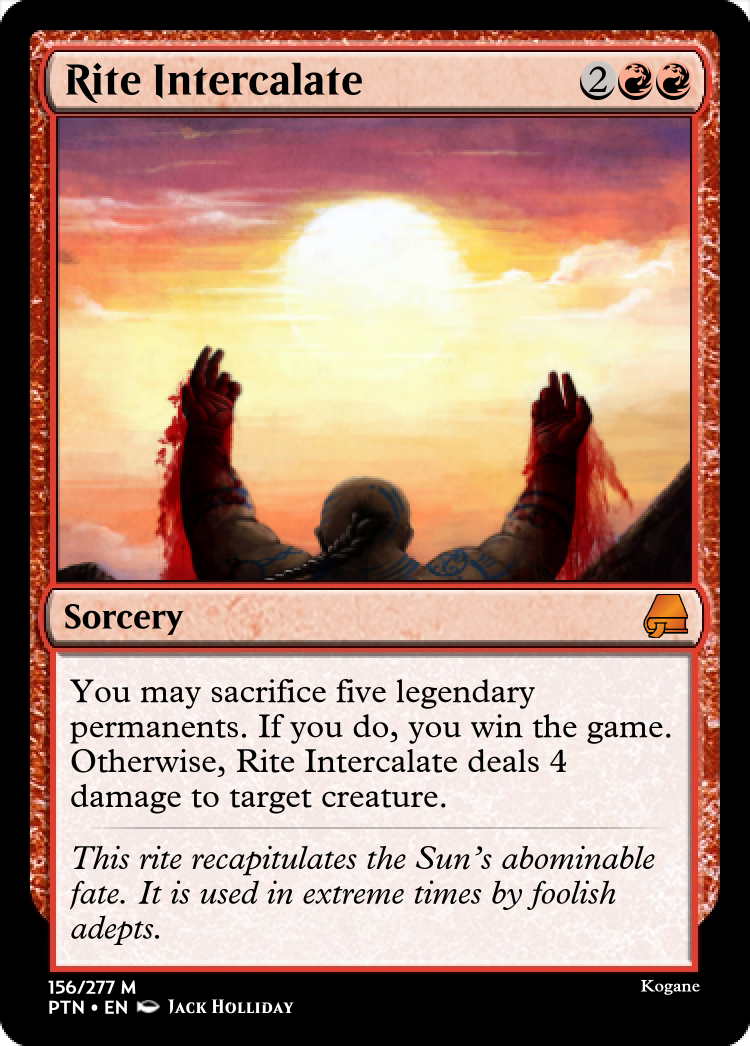 Rite Intercalate 2
Sorcery
You may sacrifice five legendary
permanents. If you do, you win the game.
Otherwise, Rite Intercalate deals 4
damage to target creature.
This rite recapitulates the Sun's abominable
fate. It is used in extreme times by foolish
adepts.
156/277 M
Kogane
PTN • EN Jack Holliday